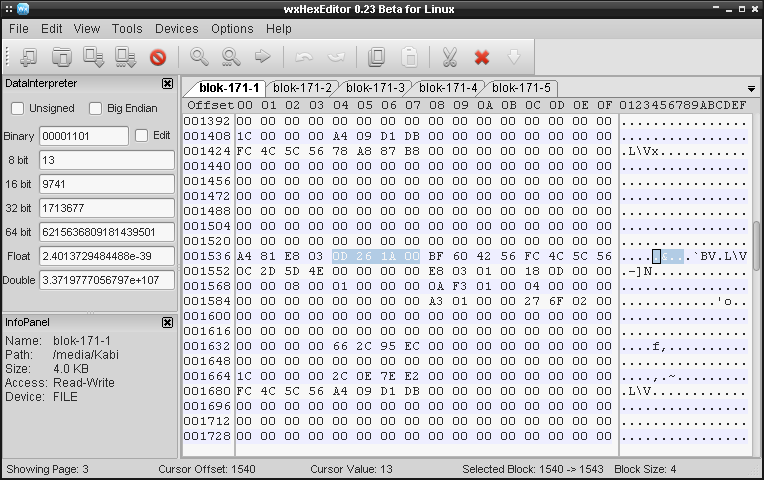 wxHexEditor 0.23 Beta for Linux
File Edit View Tools Devices Options Help
DataInterpreter
Unsigned Big Endian
Binary 00001101 Edit
8 bit 13
16 bit 9741
32 bit 1713677
64 bit 6215636809181439501
Float 2.4013729484488e-39
Double 3.3719777056797e+107
InfoPanel
Name: blok-171-1
Path: /media/Kabi
Size: 4.0 KB
Access: Read-Write
Device: FILE
blok-171-1 blok-171-2 blok-171-3 blok-171-4 blok-171-5
Offset 00 01 02 03 04 05 06 07 08 09 0A 0B 0C 0D 0E 0F 0123456789ABCDEF
001392 00 00 00 00 00 00 00 00 00 00 00 00 00 00 00 00 ................
001408 1C 00 00 00 A4 09 D1 DB 00 00 00 00 00 00 00 00 ................
001424 FC 4C 5C 56 78 A8 87 B8 00 00 00 00 00 00 00 00 .L\Vx...........
001440 00 00 00 00 00 00 00 00 00 00 00 00 00 00 00 00 ................
001456 00 00 00 00 00 00 00 00 00 00 00 00 00 00 00 00 ................
001472 00 00 00 00 00 00 00 00 00 00 00 00 00 00 00 00 ................
001488 00 00 00 00 00 00 00 00 00 00 00 00 00 00 00 00 ................
001504 00 00 00 00 00 00 00 00 00 00 00 00 00 00 00 00 ................
001520 00 00 00 00 00 00 00 00 00 00 00 00 00 00 00 00 ................
001536 A4 81 E8 03 0D 26 1A 00 BF 60 42 56 FC 4C 5C 56 .....&...`BV.L\V
001552 0C 2D 5D 4E 00 00 00 00 E8 03 01 00 18 0D 00 00 .-]N............
001568 00 00 08 00 01 00 00 00 0A F3 01 00 04 00 00 00 ................
001584 00 00 00 00 00 00 00 00 A3 01 00 00 27 6F 02 00 ............'o..
001600 00 00 00 00 00 00 00 00 00 00 00 00 00 00 00 00 ................
001616 00 00 00 00 00 00 00 00 00 00 00 00 00 00 00 00 ................
001632 00 00 00 00 66 2C 95 EC 00 00 00 00 00 00 00 00 ....f,..........
001648 00 00 00 00 00 00 00 00 00 00 00 00 00 00 00 00 ................
001664 1C 00 00 00 2C 0E 7E E2 00 00 00 00 00 00 00 00 ....,.~.........
001680 FC 4C 5C 56 A4 09 D1 DB 00 00 00 00 00 00 00 00 .L\V............
001696 00 00 00 00 00 00 00 00 00 00 00 00 00 00 00 00 ................
001712 00 00 00 00 00 00 00 00 00 00 00 00 00 00 00 00 ................
001728 00 00 00 00 00 00 00 00 00 00 00 00 00 00 00 00 ................
Showing Page: 3 Cursor Offset: 1540 Cursor Value: 13 Selected Block: 1540 -> 1543 Block Size: 4